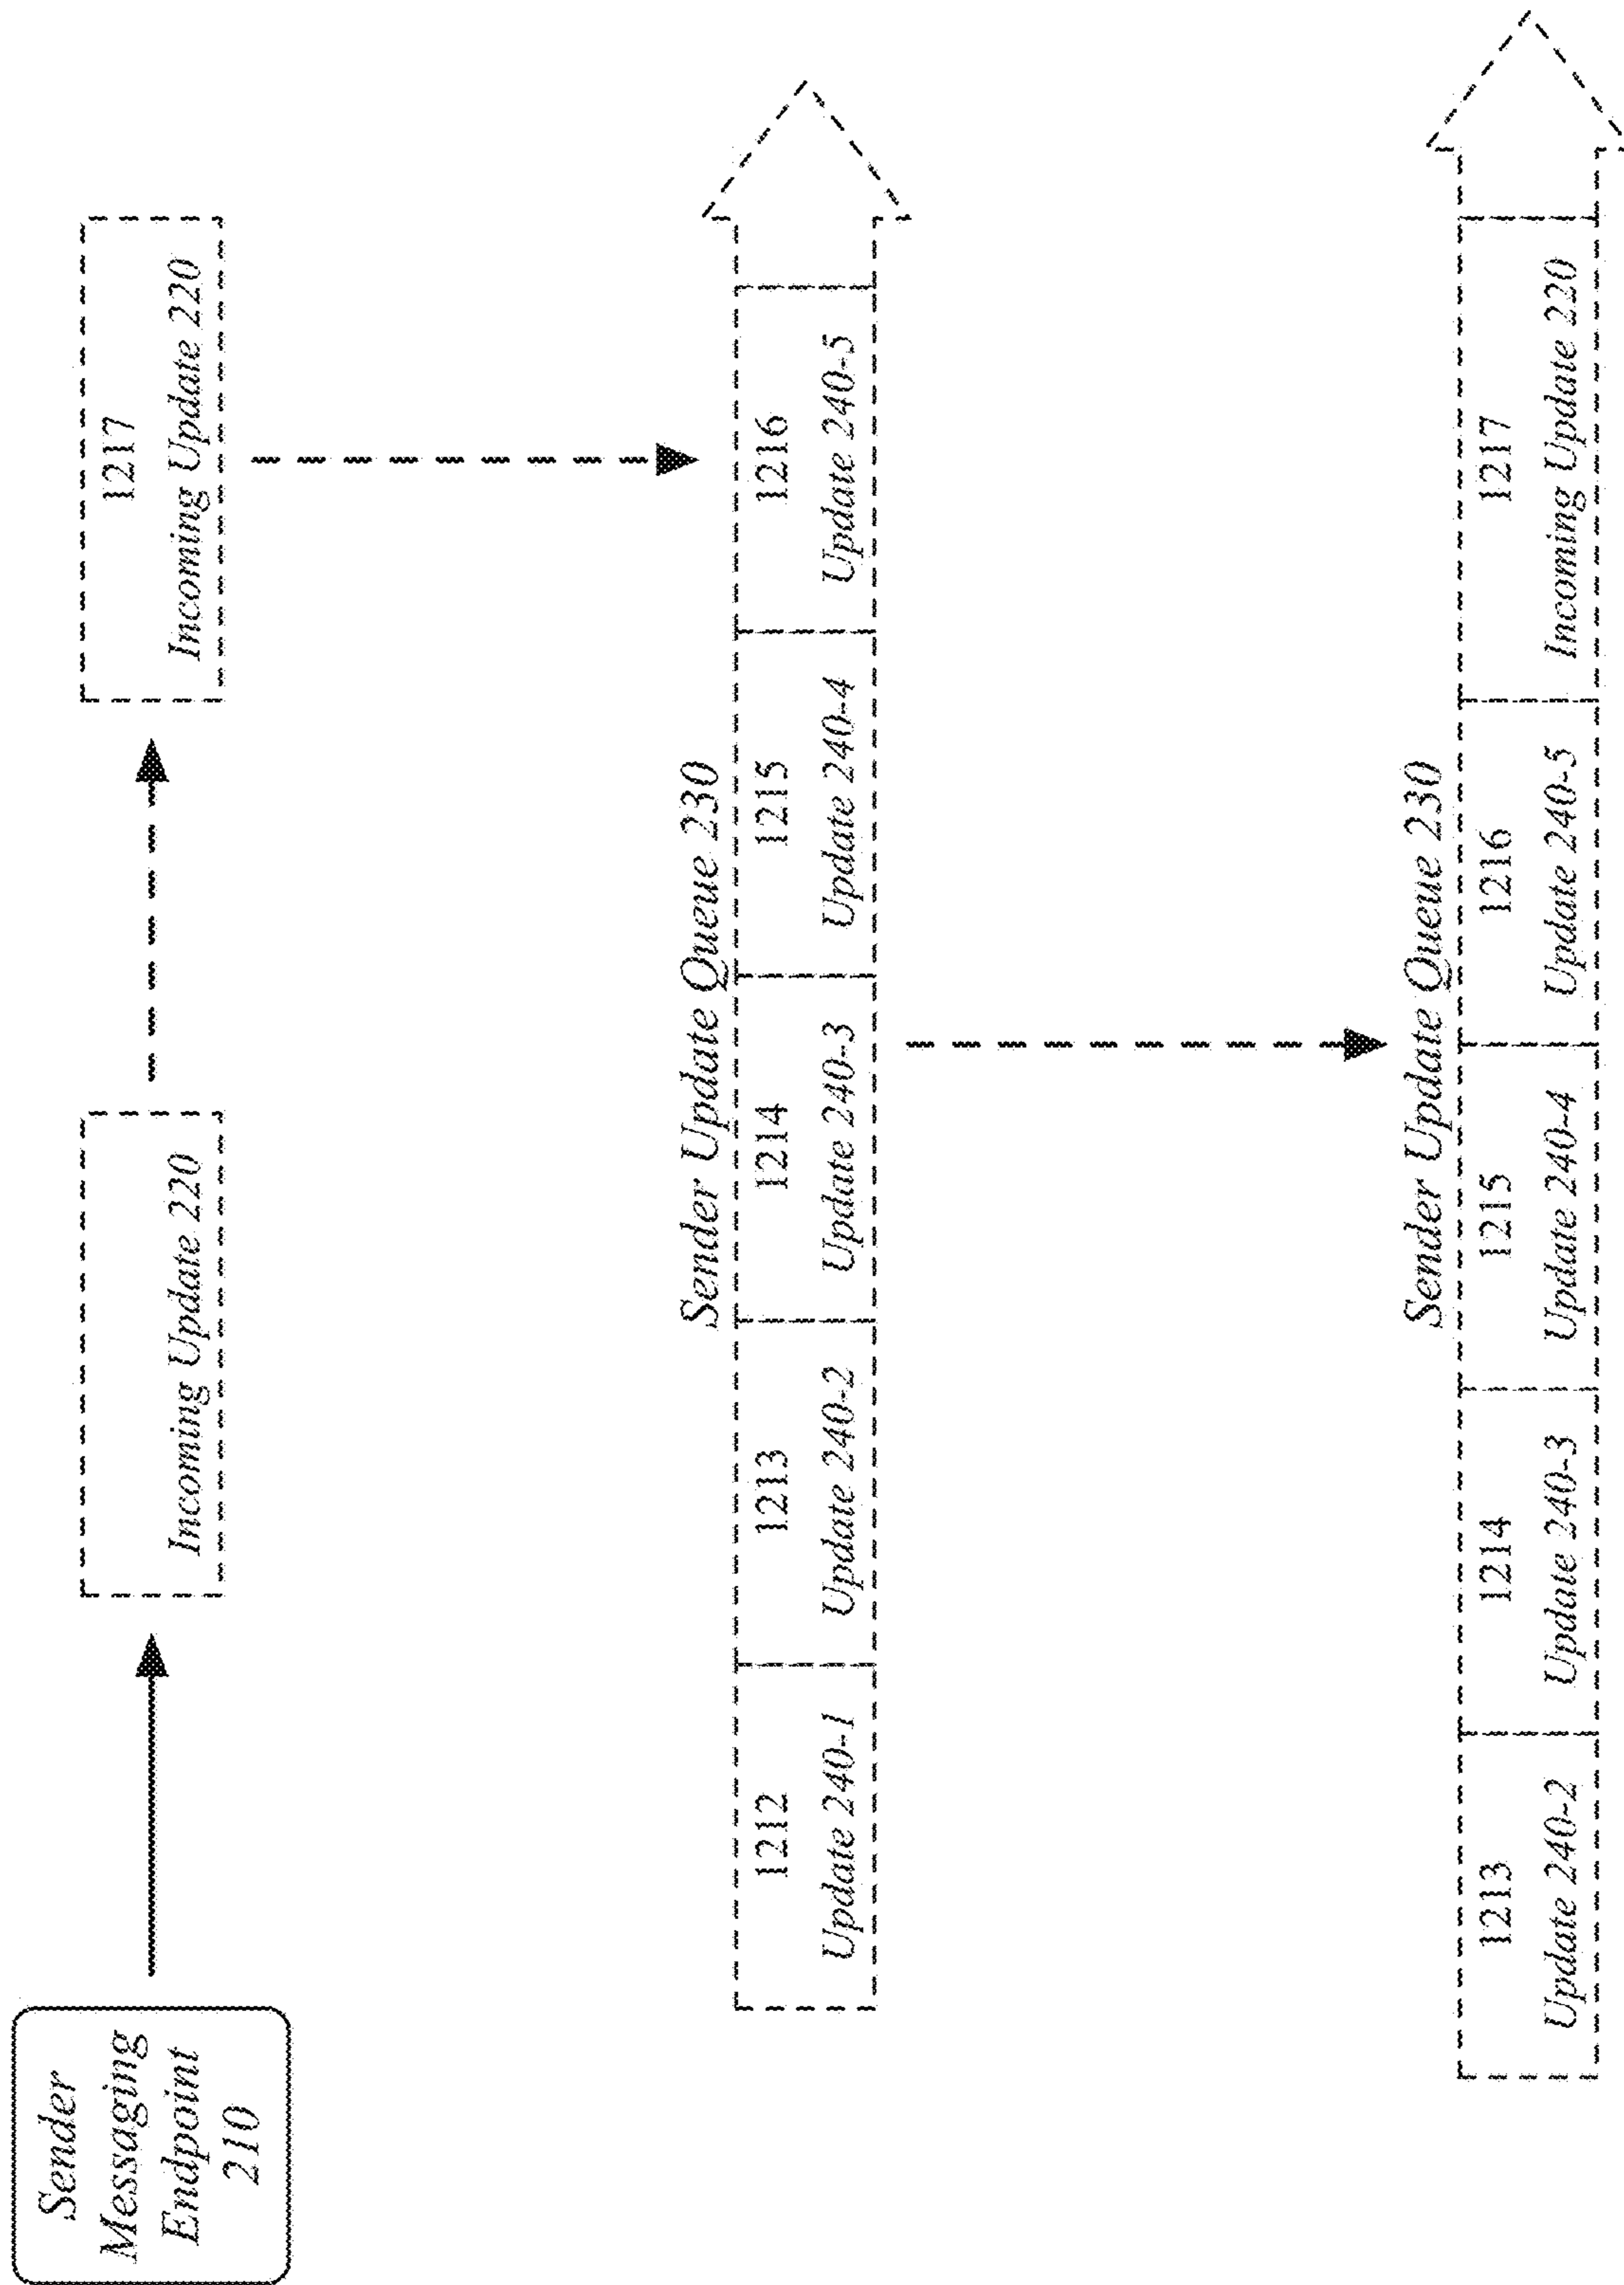 Sender
Messaging
Endpoint
210
Incoming Update 220
1217
Incoming Update 220
Sender Update Queue 230
1212
Update 240-1
1213
Update 240-2
1214
Update 240-3
1215
Update 240-4
1216
Update 240-5
Sender Update Queue 230
1213
Update 240-2
1214
Update 240-3
1215
Update 240-4
1216
Update 240-5
1217
Incoming Update 220